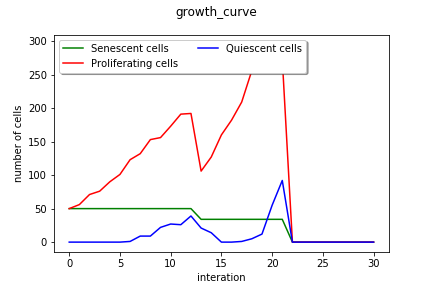 growth_curve
Senescent cells
Proliferating cells
Quiescent cells
300
250
200
150
100
50
0
number of cells
0 5 10 15 20 25 30
interation